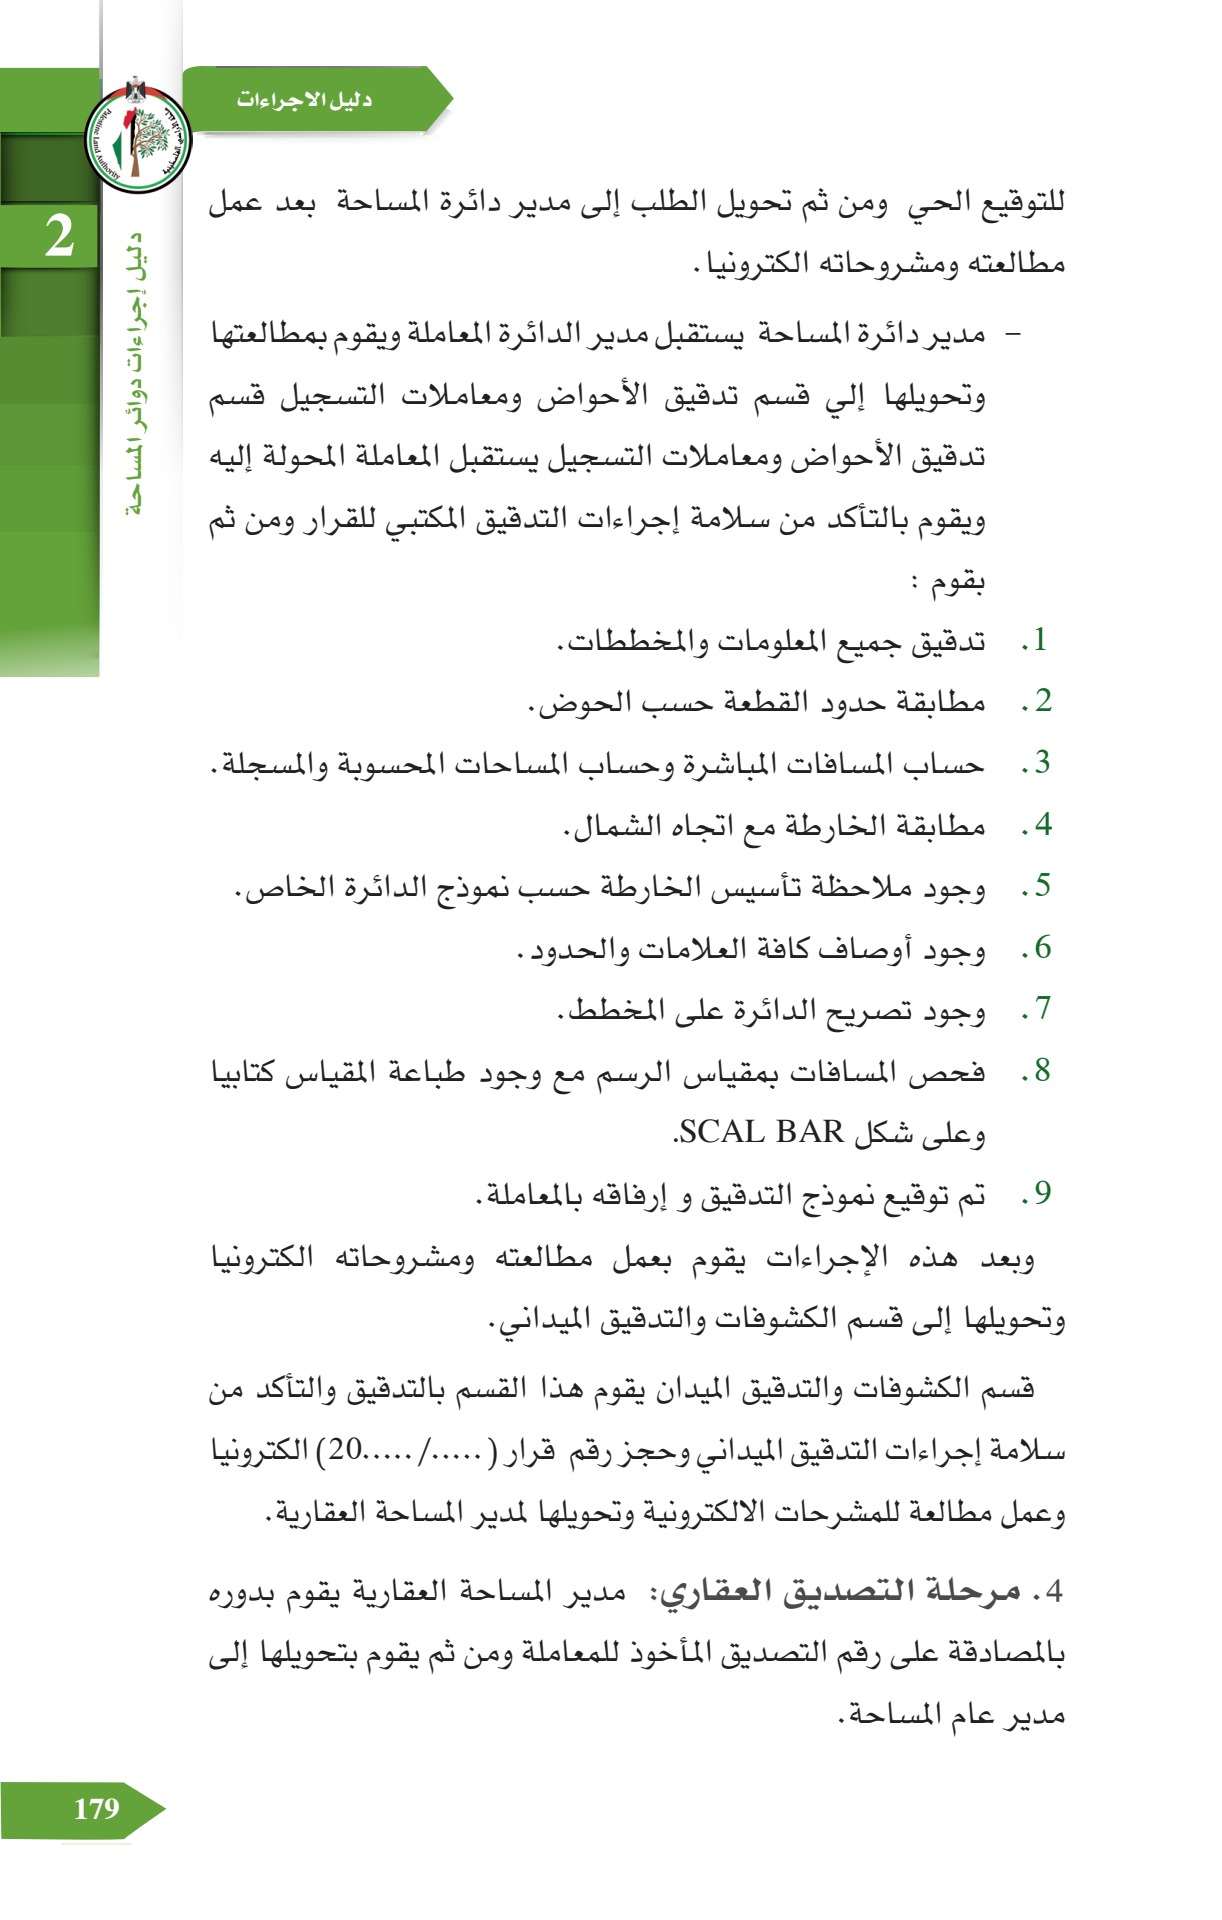 دليل الاجراءات
Palestine Land Authority
2
دليل إجراءات دوائر المساحة
للتوقيع الحي ومن ثم تحويل الطلب إلى مدير دائرة المساحة بعد عمل
مطالعته ومشروحاته الكترونيا.
– مدير دائرة المساحة يستقبل مدير الدائرة المعاملة ويقوم بمطالعتها
وتحويلها إلي قسم تدقيق الأحواض ومعاملات التسجيل قسم
تدقيق الأحواض ومعاملات التسجيل يستقبل المعاملة المحولة إليه
ويقوم بالتأكد من سلامة إجراءات التدقيق المكتبي للقرار ومن ثم
بقوم :
1. تدقيق جميع المعلومات والمخططات.
2. مطابقة حدود القطعة حسب الحوض.
3. حساب المسافات المباشرة وحساب المساحات المحسوبة والمسجلة.
4. مطابقة الخارطة مع اتجاه الشمال.
5. وجود ملاحظة تأسيس الخارطة حسب نموذج الدائرة الخاص.
6. وجود أوصاف كافة العلامات والحدود.
7. وجود تصريح الدائرة على المخطط.
8. فحص المسافات بمقياس الرسم مع وجود طباعة المقياس كتابيا
وعلى شكل SCAL BAR.
9. تم توقيع نموذج التدقيق و إرفاقه بالمعاملة.
وبعد هذه الإجراءات يقوم بعمل مطالعته ومشروحاته الكترونيا
وتحويلها إلى قسم الكشوفات والتدقيق الميداني.
قسم الكشوفات والتدقيق الميدان يقوم هذا القسم بالتدقيق والتأكد من
سلامة إجراءات التدقيق الميداني وحجز رقم قرار (...../.....20) الكترونيا
وعمل مطالعة للمشرحات الالكترونية وتحويلها لمدير المساحة العقارية.
4. مرحلة التصديق العقاري: مدير المساحة العقارية يقوم بدوره
بالمصادقة على رقم التصديق المأخوذ للمعاملة ومن ثم يقوم بتحويلها إلى
مدير عام المساحة.
179